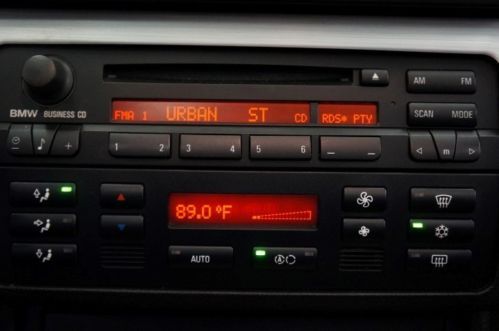 AM FM
BMW BUSINESS CD
FMA 1 URBAN ST CD RDS* PTY
SCAN MODE
1 2 3 4 5 6
m
89.0 °F
AUTO
A